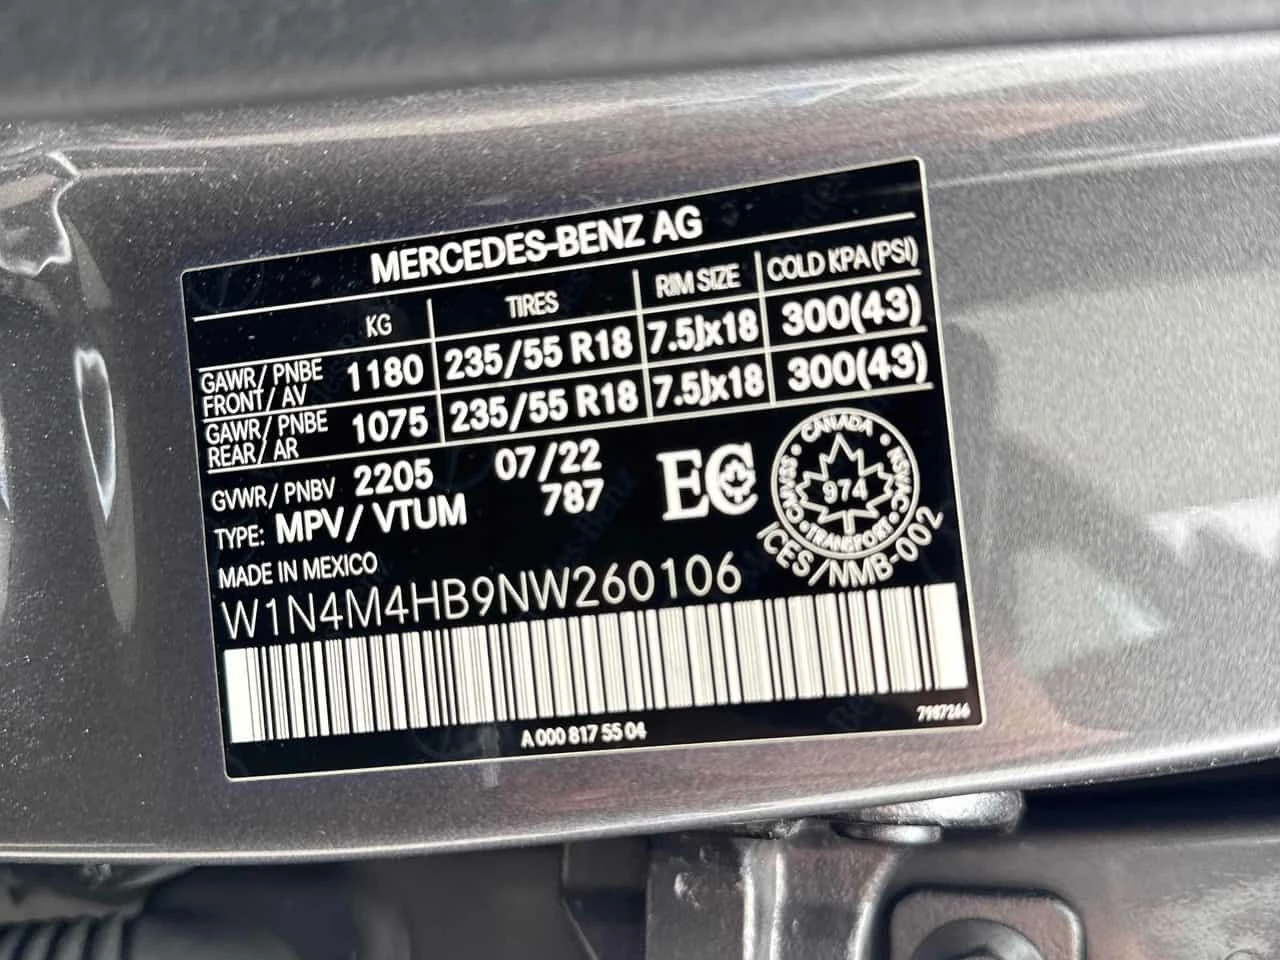 MERCEDES-BENZ AG
KG TIRES RIM SIZE COLD KPA (PSI)
GAWR/ PNBE FRONT/ AV 1180 235/55 R18 7.5Jx18 300(43)
GAWR/ PNBE REAR/ AR 1075 235/55 R18 7.5Jx18 300(43)
GVWR/ PNBV 2205 07/22
TYPE: MPV/ VTUM 787
EC
CANADA
974
TRANSPORT
CMVSS
NSVAC
ICES/NMB-002
MADE IN MEXICO
W1N4M4HB9NW260106
A 000 817 55 04
7987266